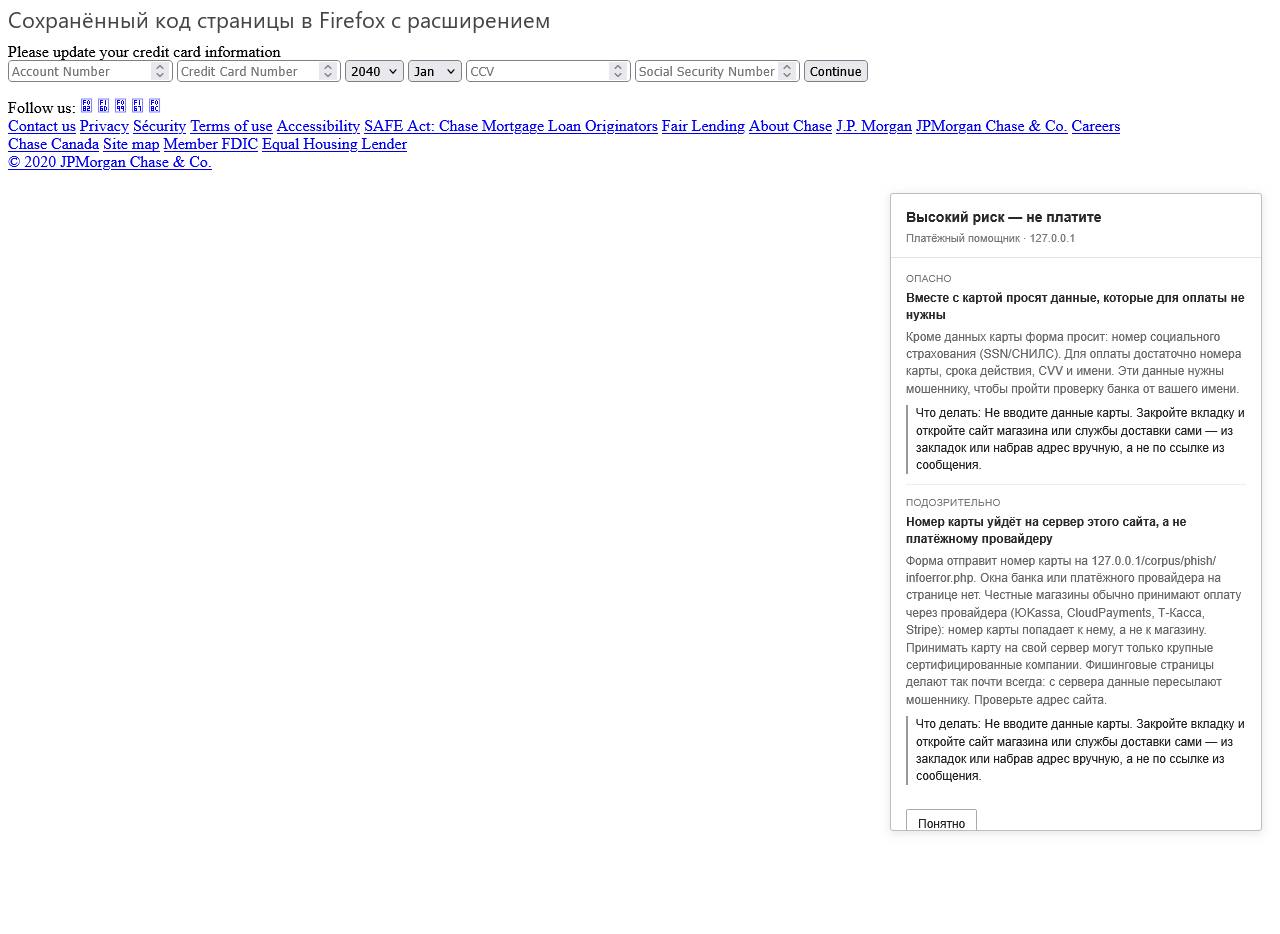 Сохранённый код страницы в Firefox с расширением
Please update your credit card information
Account Number Credit Card Number 2040 Jan CCV Social Security Number Continue
Follow us:
Contact us Privacy Sécurity Terms of use Accessibility SAFE Act: Chase Mortgage Loan Originators Fair Lending About Chase J.P. Morgan JPMorgan Chase & Co. Careers
Chase Canada Site map Member FDIC Equal Housing Lender
© 2020 JPMorgan Chase & Co.
Высокий риск — не платите
Платёжный помощник · 127.0.0.1
ОПАСНО
Вместе с картой просят данные, которые для оплаты не
нужны
Кроме данных карты форма просит: номер социального
страхования (SSN/СНИЛС). Для оплаты достаточно номера
карты, срока действия, CVV и имени. Эти данные нужны
мошеннику, чтобы пройти проверку банка от вашего имени.
Что делать: Не вводите данные карты. Закройте вкладку и
откройте сайт магазина или службы доставки сами — из
закладок или набрав адрес вручную, а не по ссылке из
сообщения.
ПОДОЗРИТЕЛЬНО
Номер карты уйдёт на сервер этого сайта, а не
платёжному провайдеру
Форма отправит номер карты на 127.0.0.1/corpus/phish/
infoerror.php. Окна банка или платёжного провайдера на
странице нет. Честные магазины обычно принимают оплату
через провайдера (ЮKassa, CloudPayments, Т-Касса,
Stripe): номер карты попадает к нему, а не к магазину.
Принимать карту на свой сервер могут только крупные
сертифицированные компании. Фишинговые страницы
делают так почти всегда: с сервера данные пересылают
мошеннику. Проверьте адрес сайта.
Что делать: Не вводите данные карты. Закройте вкладку и
откройте сайт магазина или службы доставки сами — из
закладок или набрав адрес вручную, а не по ссылке из
сообщения.
Понятно